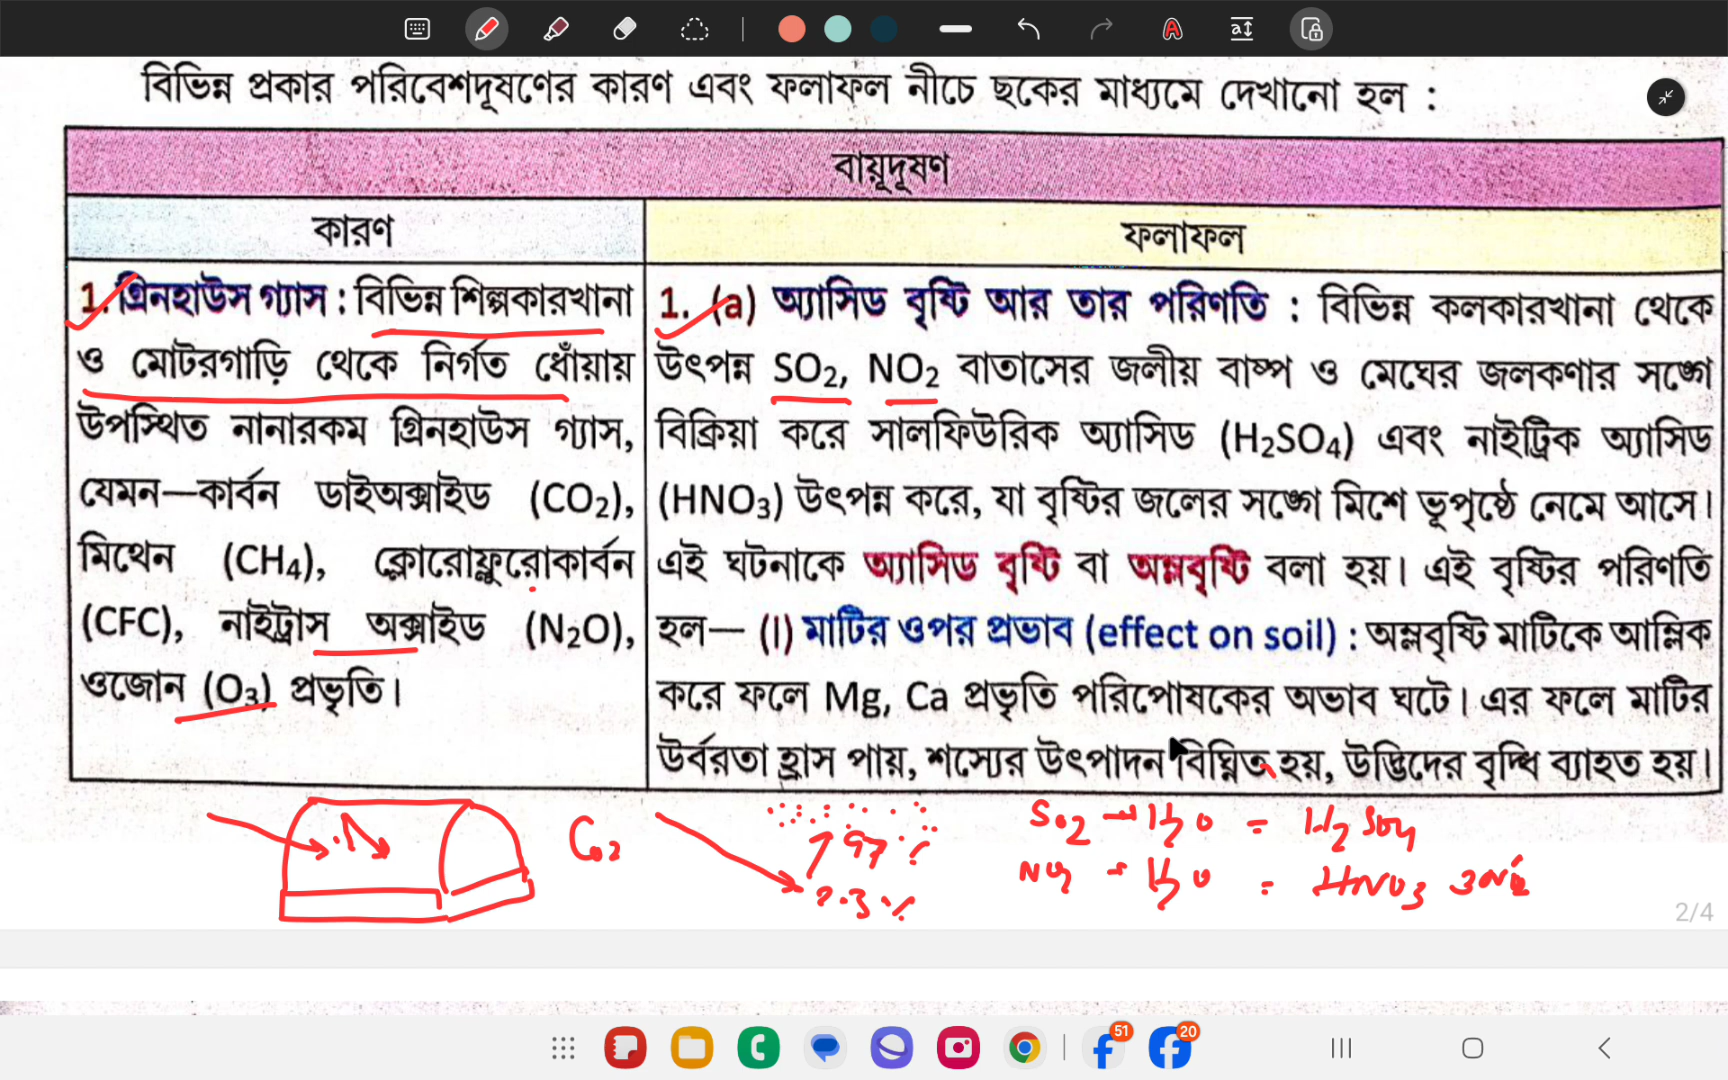 বিভিন্ন প্রকার পরিবেশদূষণের কারণ এবং ফলাফল নীচে ছকের মাধ্যমে দেখানো হল :
বায়ূদূষণ
কারণ
1. গ্রিনহাউস গ্যাস : বিভিন্ন শিল্পকারখানা
ও মোটরগাড়ি থেকে নির্গত ধোঁয়ায়
উপস্থিত নানারকম গ্রিনহাউস গ্যাস,
যেমন—কার্বন ডাইঅক্সাইড (CO₂),
মিথেন (CH₄), ক্লোরোফ্লুরোকার্বন
(CFC), নাইট্রাস অক্সাইড (N₂O),
ওজোন (O₃) প্রভৃতি।
ফলাফল
1. (a) অ্যাসিড বৃষ্টি আর তার পরিণতি : বিভিন্ন কলকারখানা থেকে
উৎপন্ন SO₂, NO₂ বাতাসের জলীয় বাষ্প ও মেঘের জলকণার সঙ্গে
বিক্রিয়া করে সালফিউরিক অ্যাসিড (H₂SO₄) এবং নাইট্রিক অ্যাসিড
(HNO₃) উৎপন্ন করে, যা বৃষ্টির জলের সঙ্গে মিশে ভূপৃষ্ঠে নেমে আসে।
এই ঘটনাকে অ্যাসিড বৃষ্টি বা অম্লবৃষ্টি বলা হয়। এই বৃষ্টির পরিণতি
হল— (I) মাটির ওপর প্রভাব (effect on soil) : অম্লবৃষ্টি মাটিকে আম্লিক
করে ফলে Mg, Ca প্রভৃতি পরিপোষকের অভাব ঘটে। এর ফলে মাটির
উর্বরতা হ্রাস পায়, শস্যের উৎপাদন বিঘ্নিত হয়, উদ্ভিদের বৃদ্ধি ব্যাহত হয়।
CO₂
97%
SO₂ → H₂O = H₂SO₄
+ H₂O = HNO₃
2/4
51
20